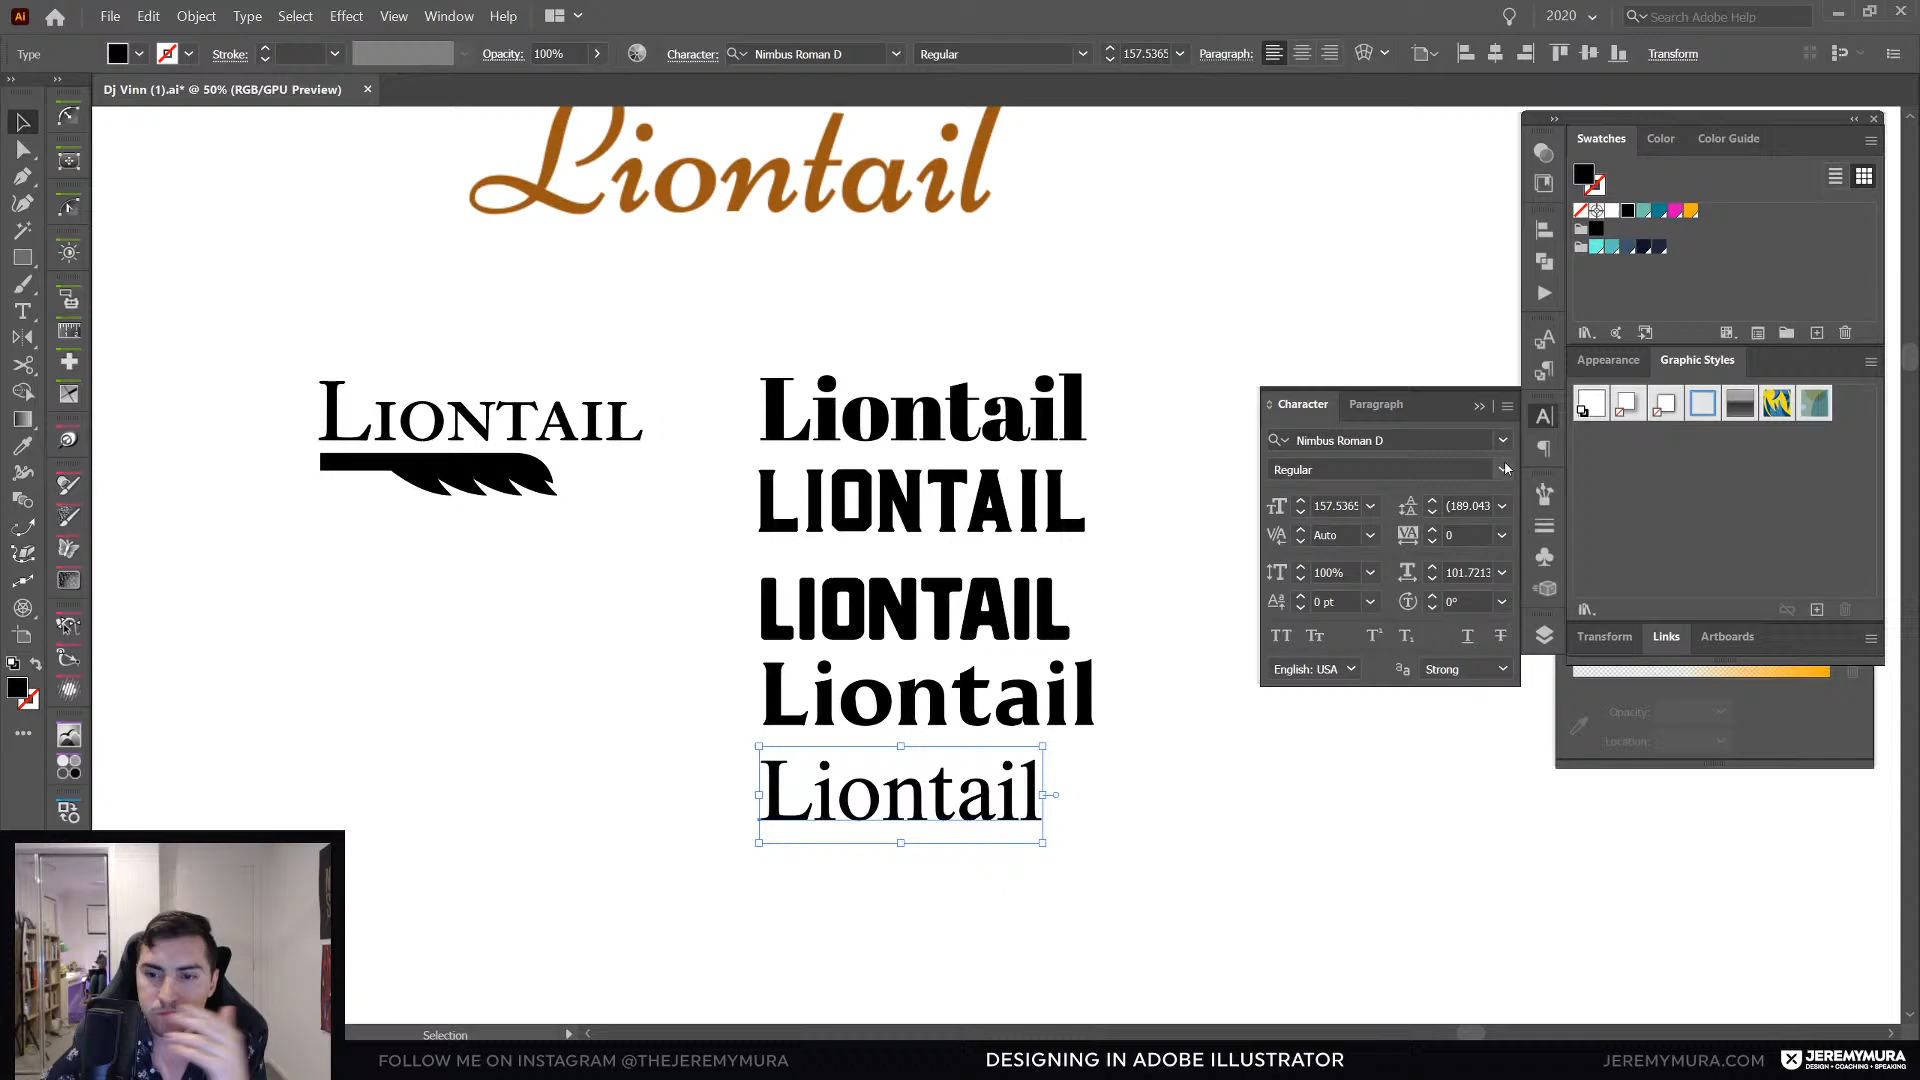 Ai File Edit Object Type Select Effect View Window Help 2020 Search Adobe Help
Type Stroke: Opacity: 100% Character: Nimbus Roman D Regular 157.5365 Paragraph: Transform
Dj Vinn (1).ai* @ 50% (RGB/GPU Preview)
Liontail
Swatches Color Color Guide
Appearance Graphic Styles
Liontail
Liontail
LIONTAIL
LIONTAIL
Liontail
Liontail
Character Paragraph
Nimbus Roman D
Regular
157.5365 (189.043
Auto 0
100% 101.7213
0 pt 0°
English: USA Strong
Transform Links Artboards
Opacity:
Location:
Selection
FOLLOW ME ON INSTAGRAM @THEJEREMYMURA
DESIGNING IN ADOBE ILLUSTRATOR
JEREMYMURA.COM
JEREMYMURA
DESIGN • COACHING • SPEAKING